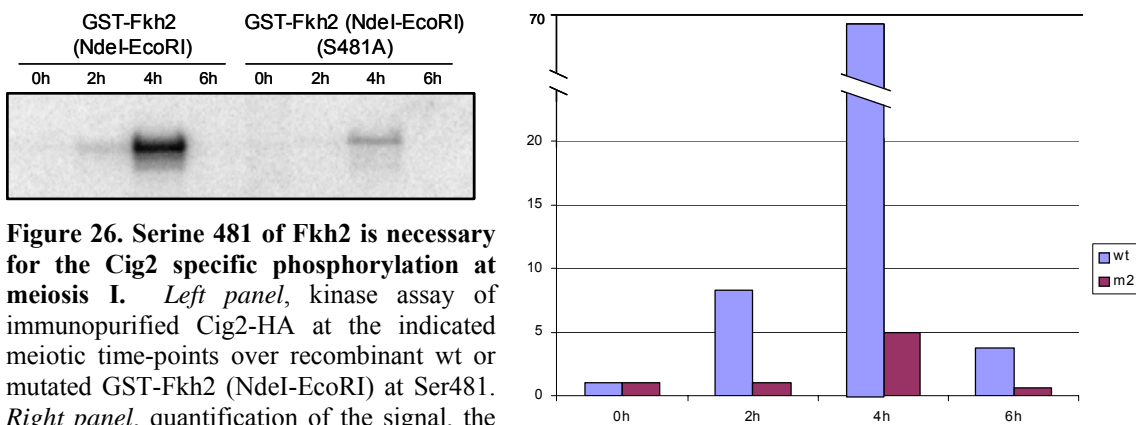 GST-Fkh2 GST-Fkh2 (NdeI-EcoRI)
(NdeI-EcoRI) (S481A)
0h 2h 4h 6h 0h 2h 4h 6h
Figure 26. Serine 481 of Fkh2 is necessary
for the Cig2 specific phosphorylation at
meiosis I. Left panel, kinase assay of
immunopurified Cig2-HA at the indicated
meiotic time-points over recombinant wt or
mutated GST-Fkh2 (NdeI-EcoRI) at Ser481.
Right panel, quantification of the signal, the
70
20
15
10
5
0
0h 2h 4h 6h
wt
m2